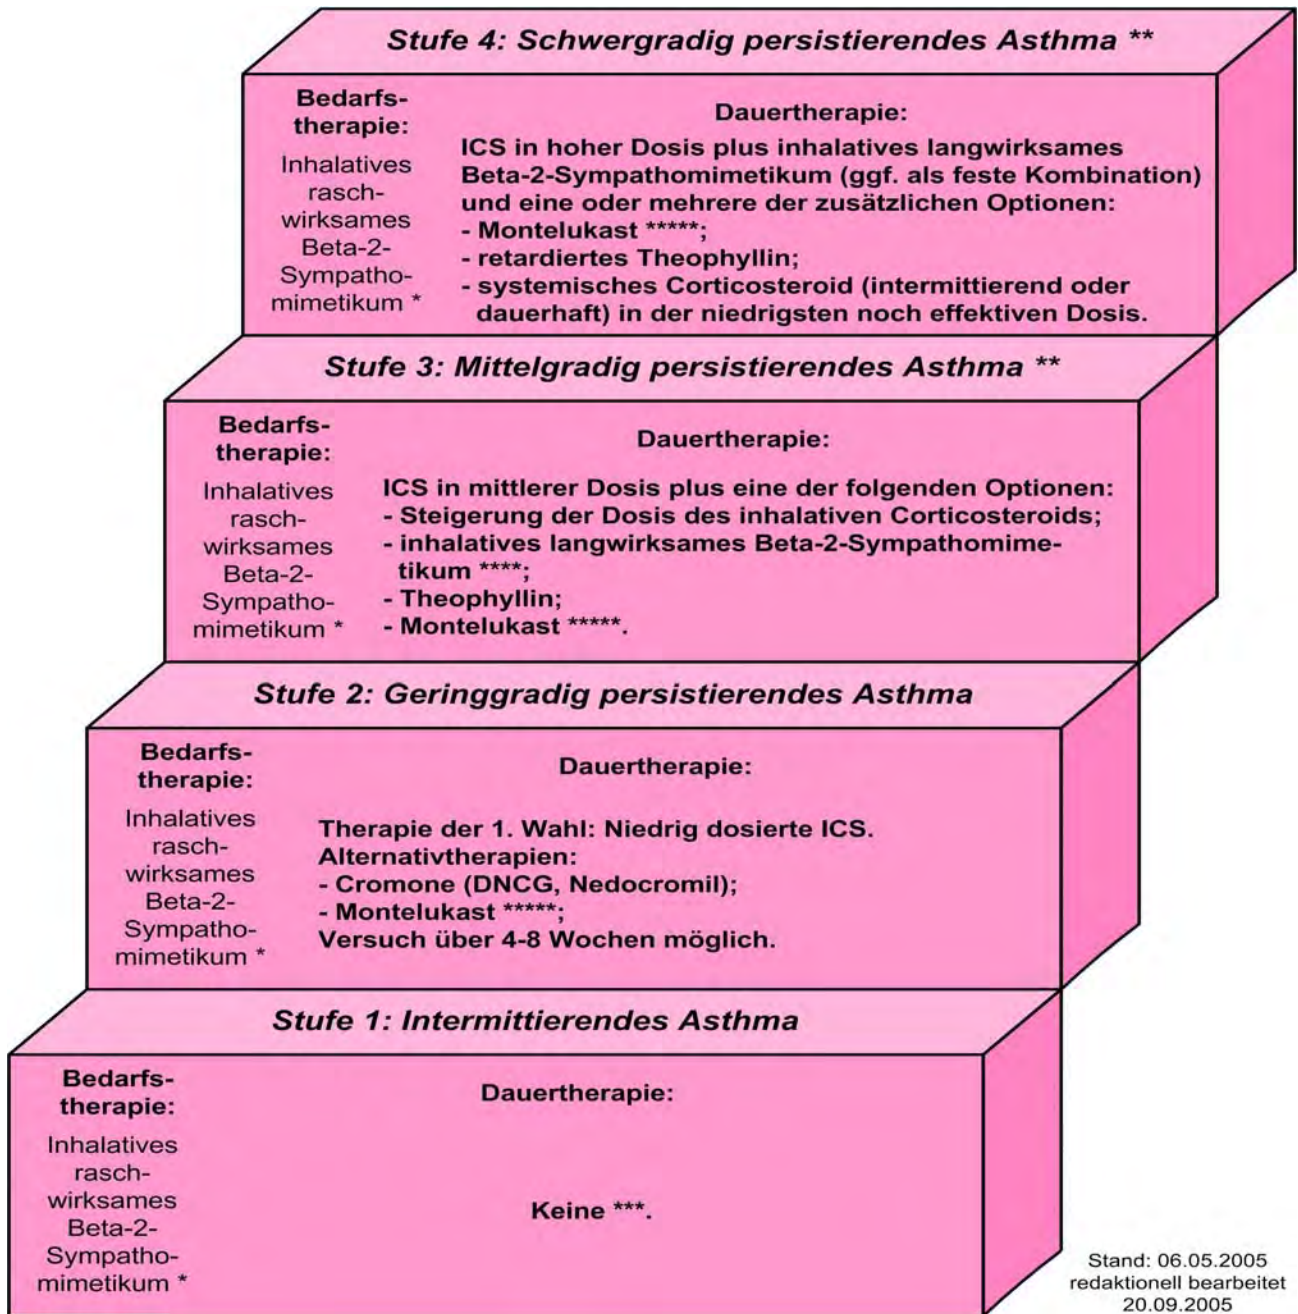 Stufe 4: Schwergradig persistierendes Asthma **
Bedarfs-
therapie:
Inhalatives
rasch-
wirksames
Beta-2-
Sympatho-
mimetikum *
Dauertherapie:
ICS in hoher Dosis plus inhalatives langwirksames
Beta-2-Sympathomimetikum (ggf. als feste Kombination)
und eine oder mehrere der zusätzlichen Optionen:
- Montelukast *****;
- retardiertes Theophyllin;
- systemisches Corticosteroid (intermittierend oder
dauerhaft) in der niedrigsten noch effektiven Dosis.
Stufe 3: Mittelgradig persistierendes Asthma **
Bedarfs-
therapie:
Inhalatives
rasch-
wirksames
Beta-2-
Sympatho-
mimetikum *
Dauertherapie:
ICS in mittlerer Dosis plus eine der folgenden Optionen:
- Steigerung der Dosis des inhalativen Corticosteroids;
- inhalatives langwirksames Beta-2-Sympathomime-
tikum ****;
- Theophyllin;
- Montelukast *****.
Stufe 2: Geringgradig persistierendes Asthma
Bedarfs-
therapie:
Inhalatives
rasch-
wirksames
Beta-2-
Sympatho-
mimetikum *
Dauertherapie:
Therapie der 1. Wahl: Niedrig dosierte ICS.
Alternativtherapien:
- Cromone (DNCG, Nedocromil);
- Montelukast *****;
Versuch über 4-8 Wochen möglich.
Stufe 1: Intermittierendes Asthma
Bedarfs-
therapie:
Inhalatives
rasch-
wirksames
Beta-2-
Sympatho-
mimetikum *
Dauertherapie:
Keine ***.
Stand: 06.05.2005
redaktionell bearbeitet
20.09.2005